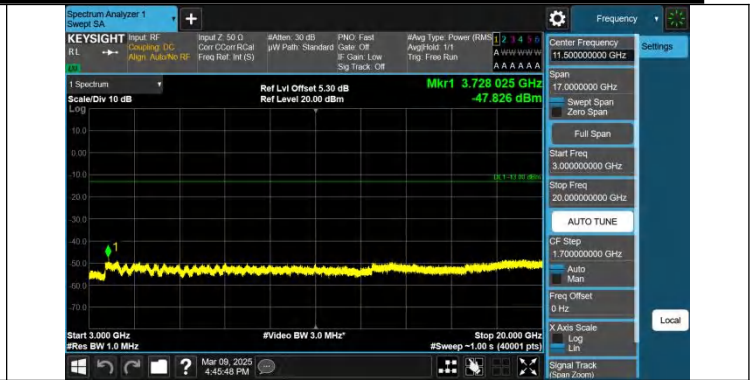 Spectrum Analyzer 1
Swept SA
+
Frequency
KEYSIGHT
RL
Input: RF
Coupling: DC
Align: Auto/No RF
Input Z: 50 Ω
Corr CCorr RCal
Freq Ref: Int (S)
#Atten: 30 dB
µW Path: Standard
PNO: Fast
Gate: Off
IF Gain: Low
Sig Track: Off
#Avg Type: Power (RMS
Avg|Hold: 1/1
Trig: Free Run
1 2 3 4 5 6
A W W W W W
A A A A A A
1 Spectrum
Scale/Div 10 dB
Log
Ref Lvl Offset 5.30 dB
Ref Level 20.00 dBm
Mkr1 3.728 025 GHz
-47.826 dBm
10.0
0.00
-10.0
DL1 -13.00 dBm
-20.0
-30.0
-40.0
1
-50.0
-60.0
-70.0
Start 3.000 GHz
#Res BW 1.0 MHz
#Video BW 3.0 MHz*
Stop 20.000 GHz
#Sweep ~1.00 s (40001 pts)
Center Frequency
11.500000000 GHz
Settings
Span
17.0000000 GHz
Swept Span
Zero Span
Full Span
Start Freq
3.000000000 GHz
Stop Freq
20.000000000 GHz
AUTO TUNE
CF Step
1.700000000 GHz
Auto
Man
Freq Offset
0 Hz
X Axis Scale
Log
Lin
Local
Signal Track
(Span Zoom)
?
Mar 09, 2025
4:45:48 PM